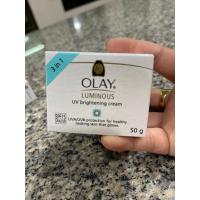 3 in 1
OLAY
LUMINOUS
UV brightening cream
UVA/UVB protection for healthy
looking skin that glows.
50 g